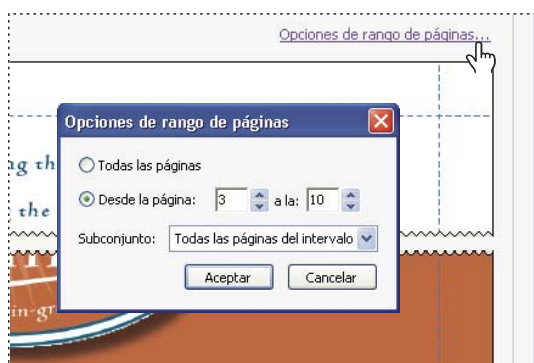 Opciones de rango de páginas...
Opciones de rango de páginas
Todas las páginas
Desde la página: 3 a la: 10
Subconjunto: Todas las páginas del intervalo
Aceptar Cancelar
the